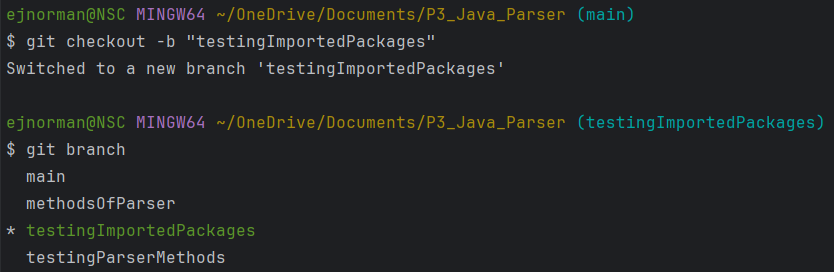 ejnorman@NSC MINGW64 ~/OneDrive/Documents/P3_Java_Parser (main)
$ git checkout -b "testingImportedPackages"
Switched to a new branch 'testingImportedPackages'
ejnorman@NSC MINGW64 ~/OneDrive/Documents/P3_Java_Parser (testingImportedPackages)
$ git branch
  main
  methodsOfParser
* testingImportedPackages
  testingParserMethods